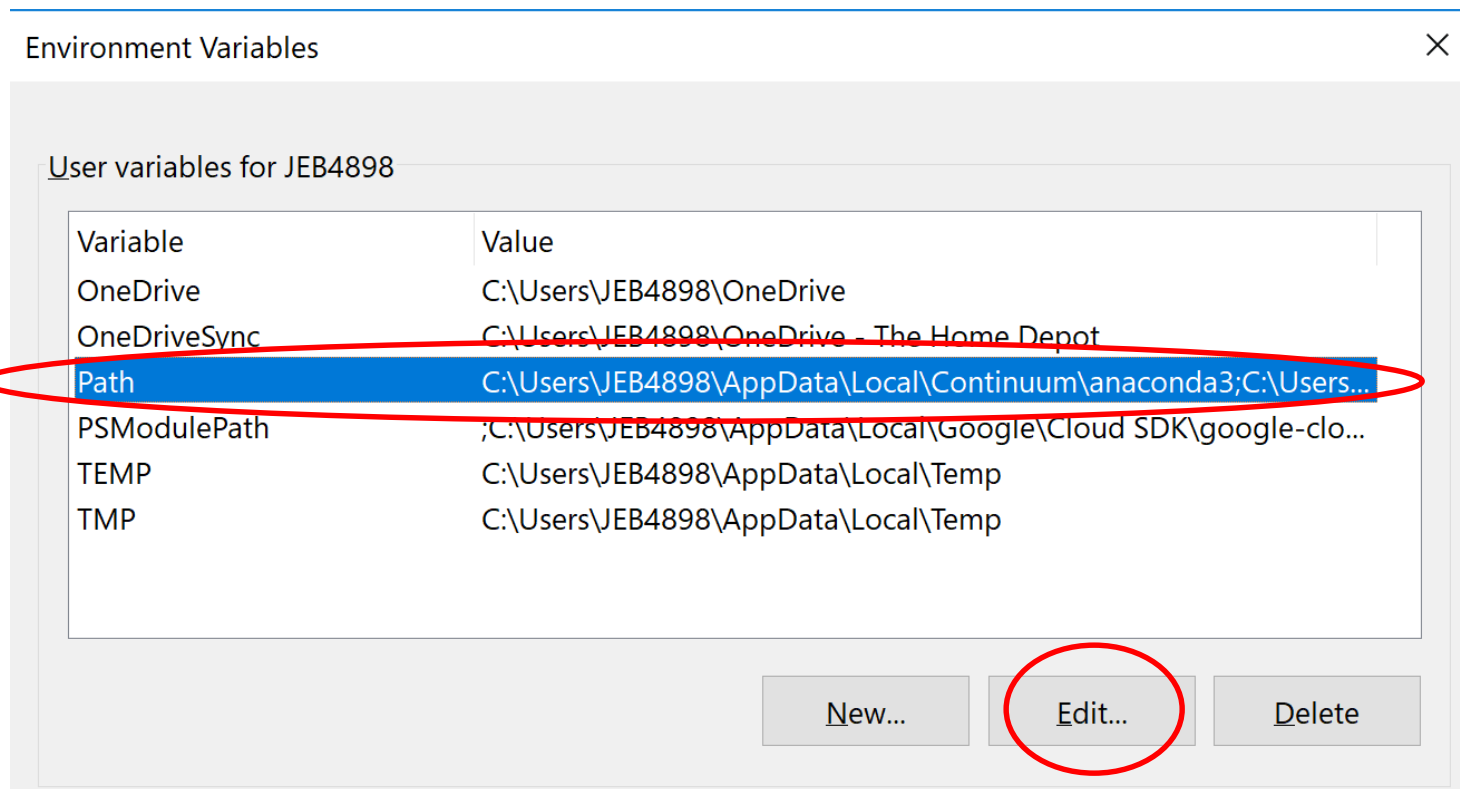 Environment Variables
User variables for JEB4898
Variable Value
OneDrive C:\Users\JEB4898\OneDrive
OneDriveSync C:\Users\JEB4898\OneDrive - The Home Depot
Path C:\Users\JEB4898\AppData\Local\Continuum\anaconda3;C:\Users...
PSModulePath ;C:\Users\JEB4898\AppData\Local\Google\Cloud SDK\google-clo...
TEMP C:\Users\JEB4898\AppData\Local\Temp
TMP C:\Users\JEB4898\AppData\Local\Temp
New... Edit... Delete